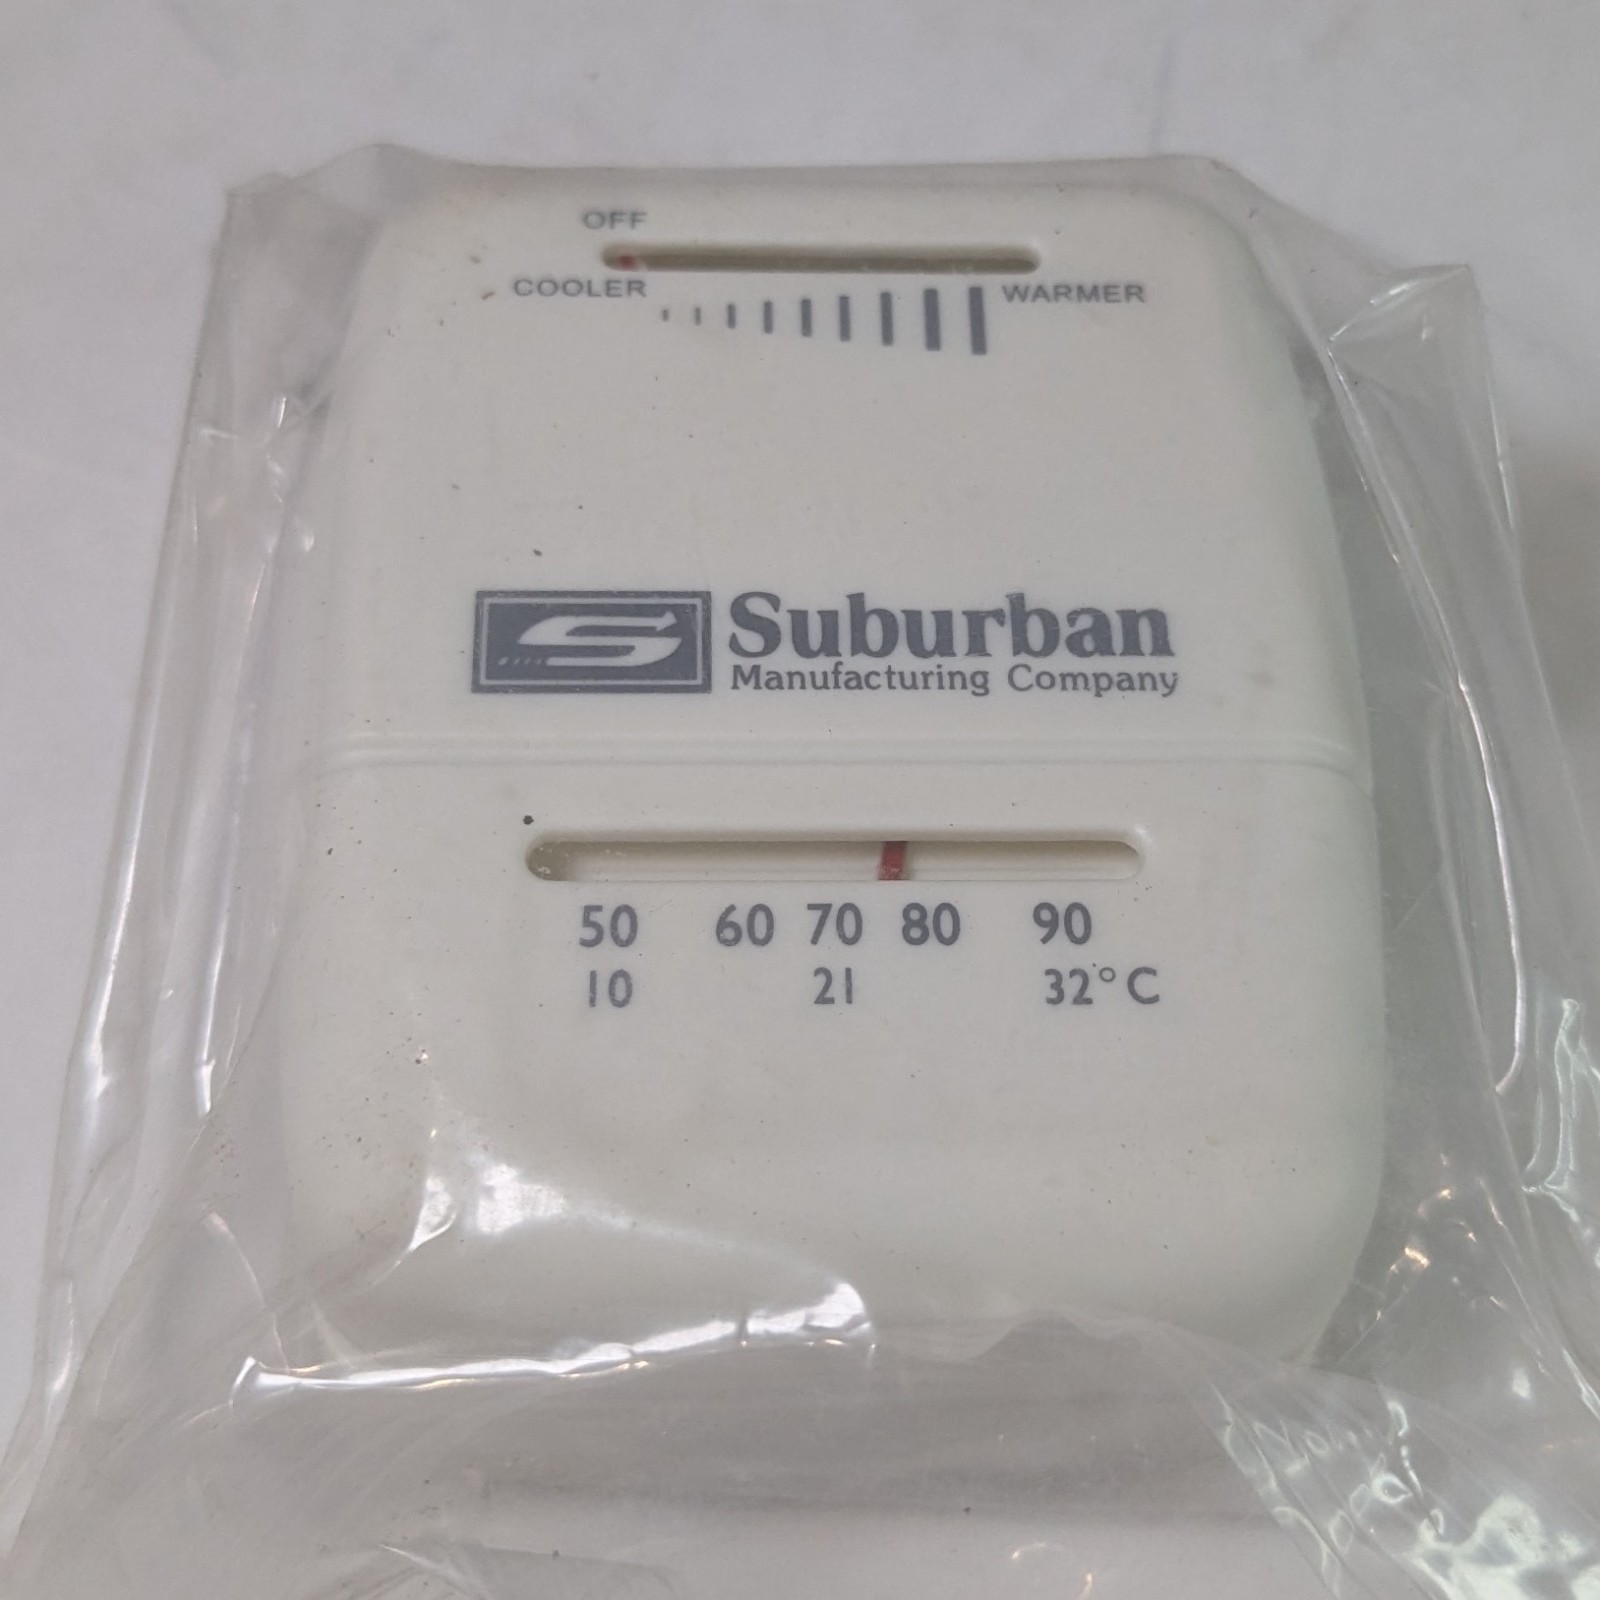 OFF
COOLER WARMER
Suburban
Manufacturing Company
50 60 70 80 90
10 21 32°C